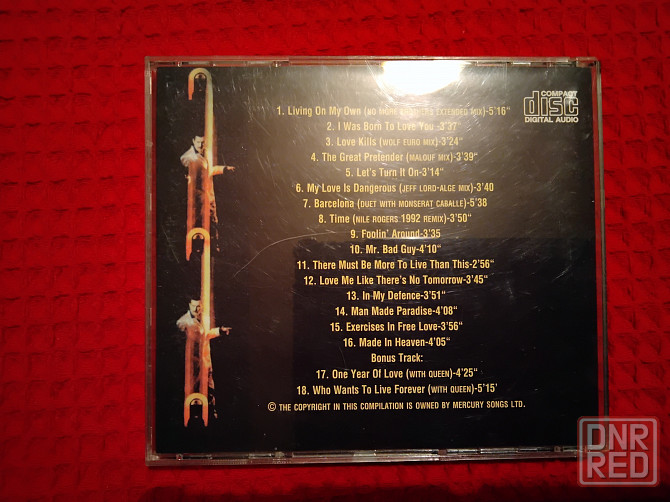 COMPACT
disc
DIGITAL AUDIO
1. Living On My Own (NO MORE BROTHERS EXTENDED MIX)-5'16"
2. I Was Born To Love You -3'37"
3. Love Kills (WOLF EURO MIX)-3'24"
4. The Great Pretender (MALOUF MIX)-3'39"
5. Let's Turn It On-3'14"
6. My Love Is Dangerous (JEFF LORD-ALGE MIX)-3'40
7. Barcelona (DUET WITH MONSERAT CABALLE)-5'38
8. Time (NILE ROGERS 1992 REMIX)-3'50"
9. Foolin' Around-3'35
10. Mr. Bad Guy-4'10"
11. There Must Be More To Live Than This-2'56"
12. Love Me Like There's No Tomorrow-3'45"
13. In My Defence-3'51"
14. Man Made Paradise-4'08"
15. Exercises In Free Love-3'56"
16. Made In Heaven-4'05"
Bonus Track:
17. One Year Of Love (WITH QUEEN)-4'25"
18. Who Wants To Live Forever (WITH QUEEN)-5'15'
© THE COPYRIGHT IN THIS COMPILATION IS OWNED BY MERCURY SONGS LTD.
DNR
RED